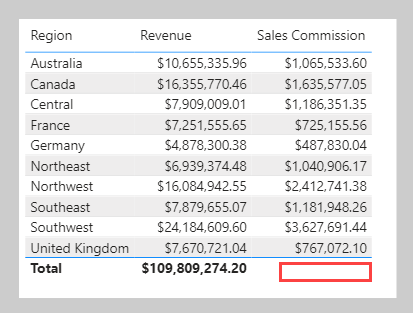 Region Revenue Sales Commission
Australia $10,655,335.96 $1,065,533.60
Canada $16,355,770.46 $1,635,577.05
Central $7,909,009.01 $1,186,351.35
France $7,251,555.65 $725,155.56
Germany $4,878,300.38 $487,830.04
Northeast $6,939,374.48 $1,040,906.17
Northwest $16,084,942.55 $2,412,741.38
Southeast $7,879,655.07 $1,181,948.26
Southwest $24,184,609.60 $3,627,691.44
United Kingdom $7,670,721.04 $767,072.10
Total $109,809,274.20